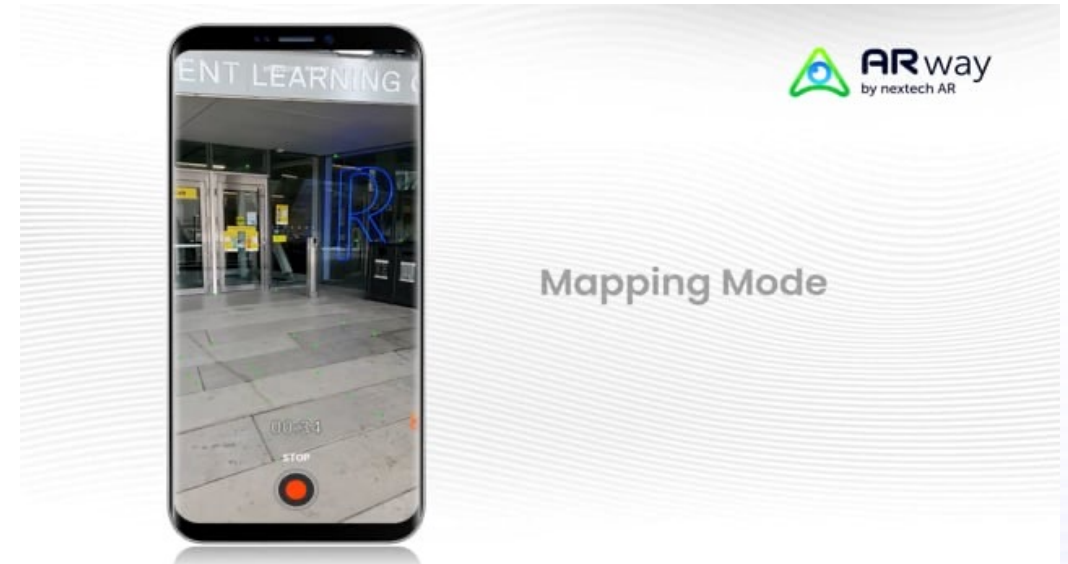 ENT LEARNING
R
00:34
STOP
ARway
by nextech AR
Mapping Mode